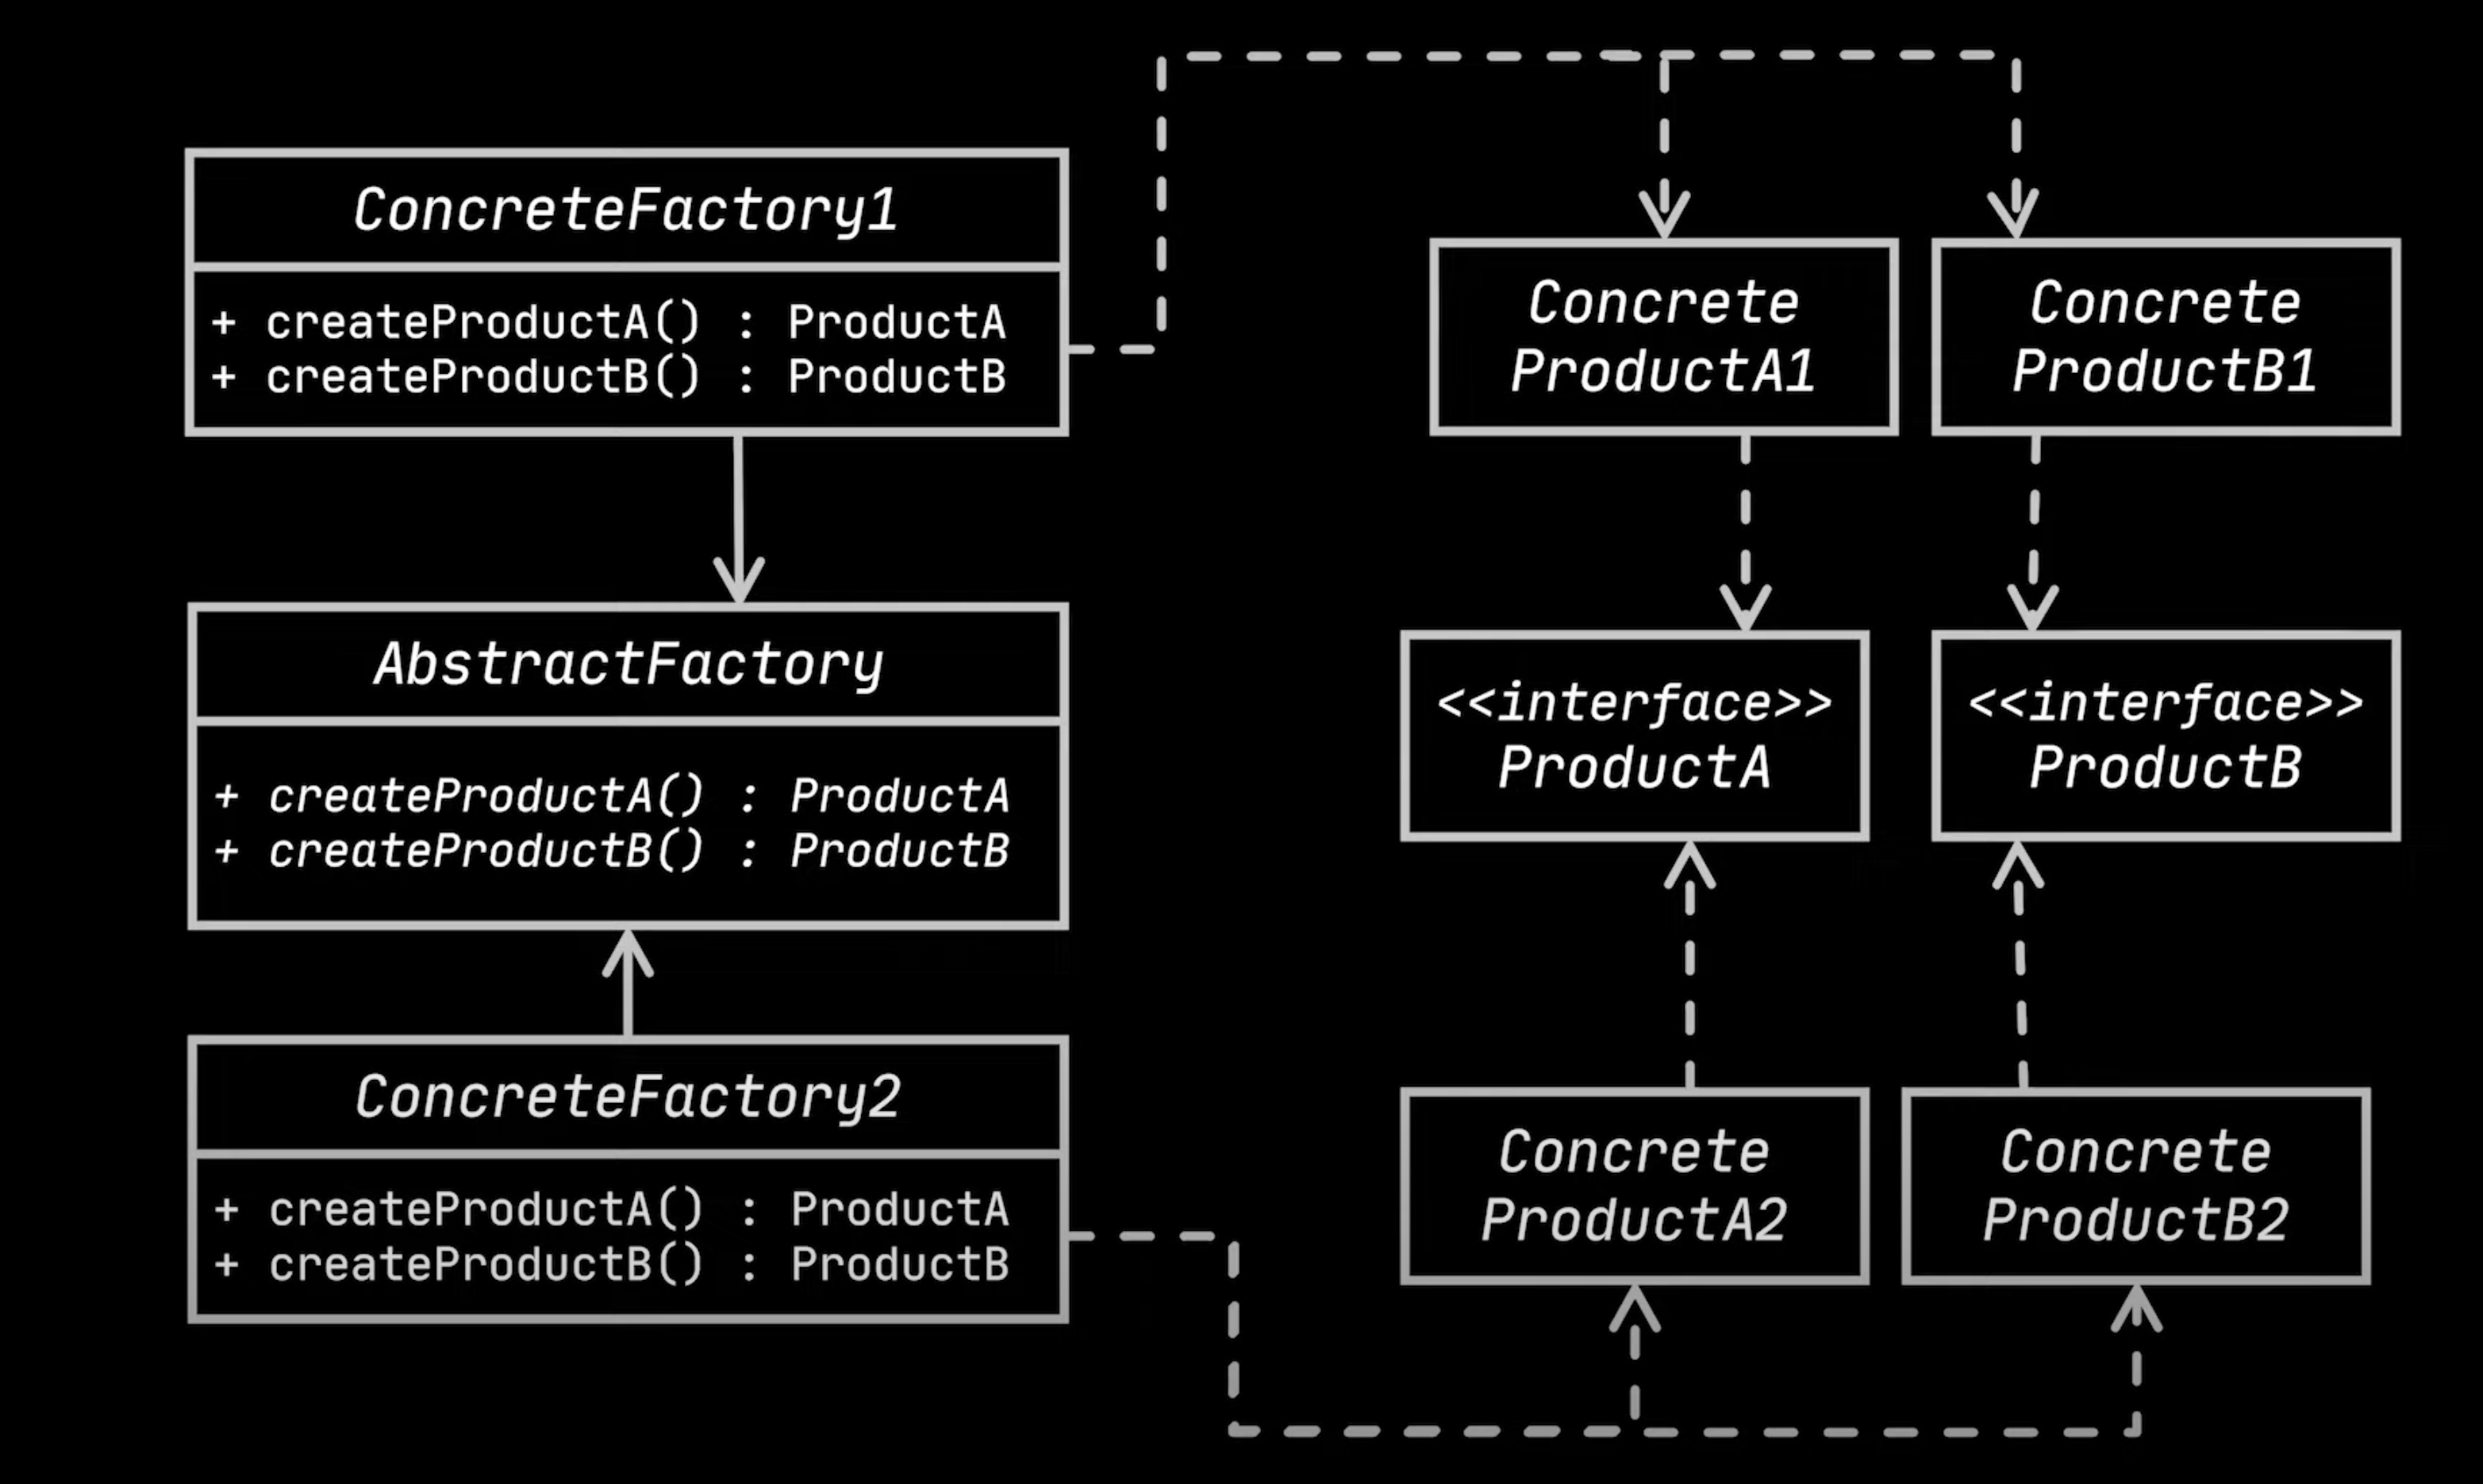 ConcreteFactory1
+ createProductA() : ProductA
+ createProductB() : ProductB
Concrete
ProductA1
Concrete
ProductB1
AbstractFactory
+ createProductA() : ProductA
+ createProductB() : ProductB
<<interface>>
ProductA
<<interface>>
ProductB
ConcreteFactory2
+ createProductA() : ProductA
+ createProductB() : ProductB
Concrete
ProductA2
Concrete
ProductB2